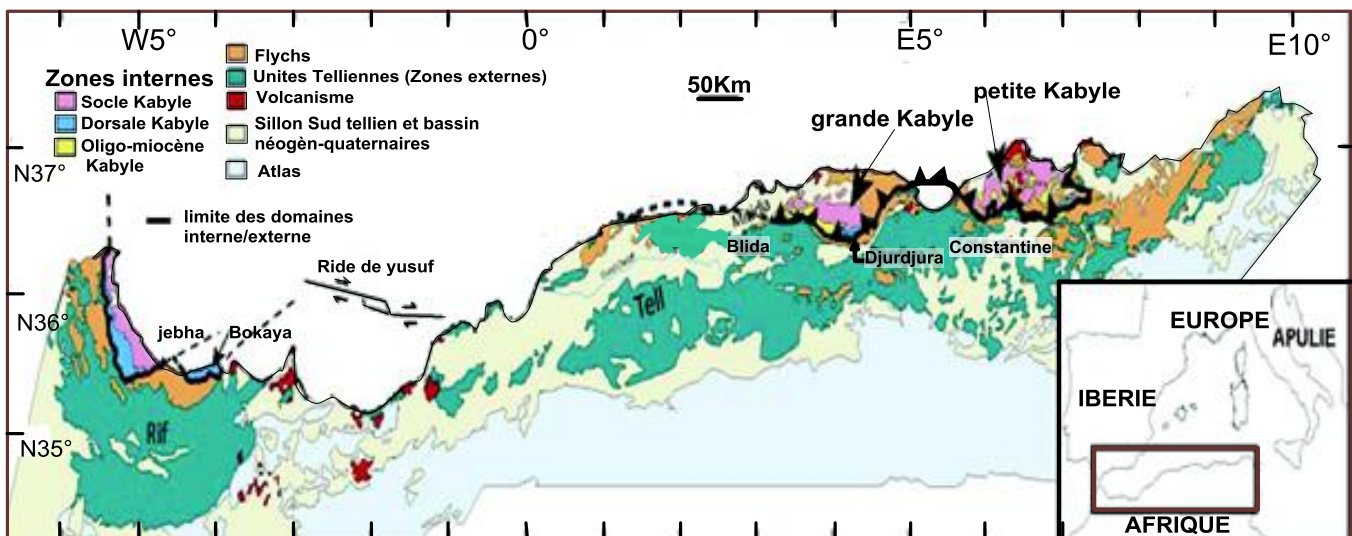 W5°
0°
E5°
E10°
Zones internes
Socle Kabyle
Dorsale Kabyle
Oligo-miocène
Kabyle
Flychs
Unites Telliennes (Zones externes)
Volcanisme
Sillon Sud tellien et bassin
néogèn-quaternaires
Atlas
50Km
grande Kabyle
petite Kabyle
N37°
limite des domaines
interne/externe
Ride de yusuf
Blida
Djurdjura
Constantine
N36°
jebha
Bokaya
Tell
Rif
N35°
EUROPE
APULIE
IBERIE
AFRIQUE